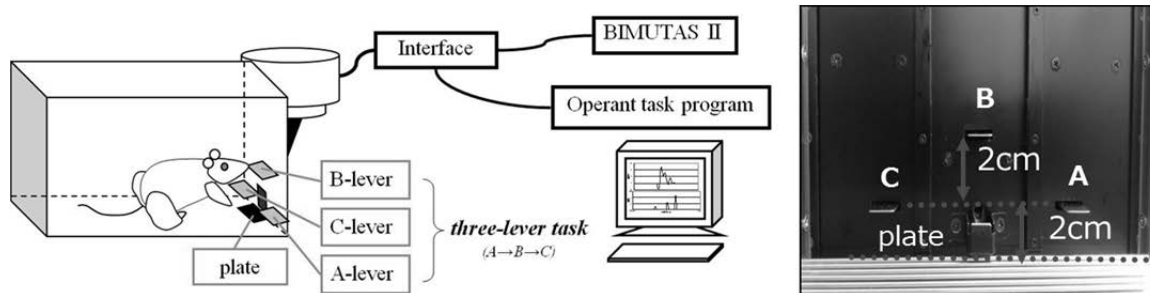 Interface
BIMUTAS II
Operant task program
B-lever
C-lever
A-lever
plate
three-lever task
(A→B→C)
B
2cm
C
A
plate
2cm